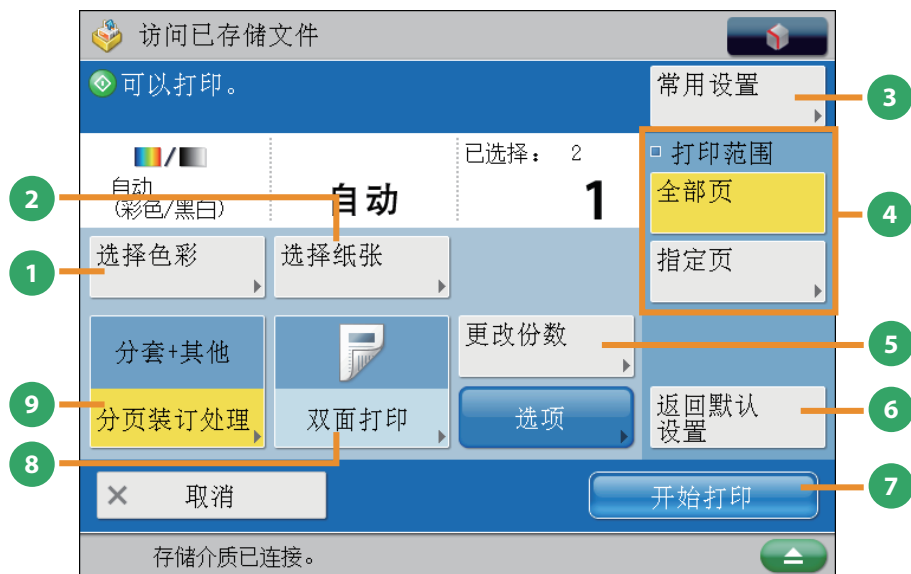 访问已存储文件
可以打印。
常用设置
3
已选择： 2
打印范围
自动
(彩色/黑白)
自动
1
全部页
2
4
选择色彩
选择纸张
指定页
1
分套+其他
更改份数
5
分页装订处理
双面打印
选项
返回默认
设置
9
6
8
取消
开始打印
7
存储介质已连接。